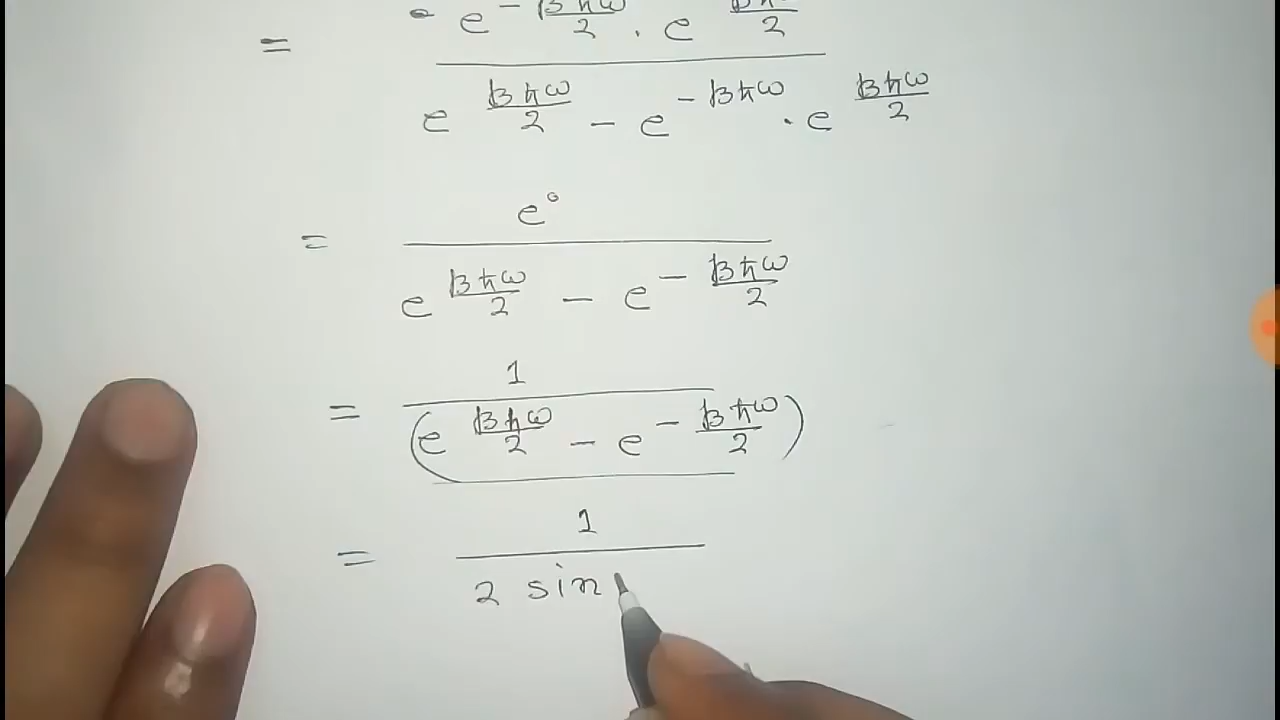 e^{-βħω/2} · e^{βħω/2}
= ————————
e^{βħω/2} - e^{-βħω} · e^{βħω/2}
e°
= ————————
e^{βħω/2} - e^{-βħω/2}
1
= ————————
(e^{βħω/2} - e^{-βħω/2})
1
= ————————
2 sin